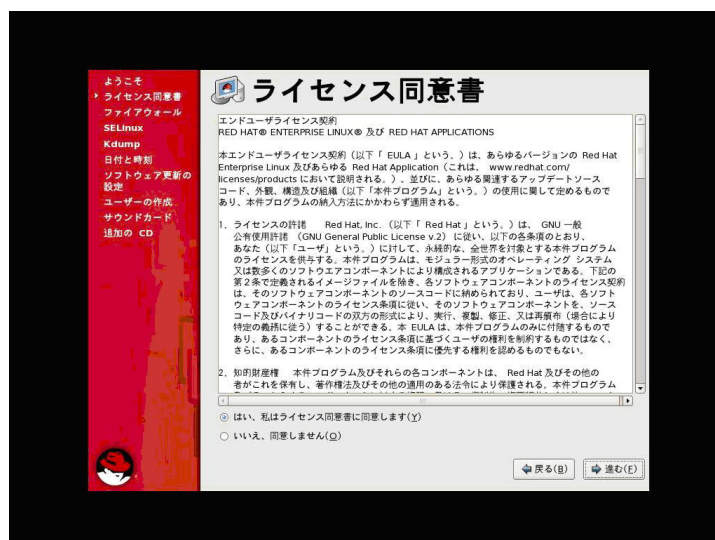 ようこそ
ライセンス同意書
ファイアウォール
SELinux
Kdump
日付と時刻
ソフトウェア更新の
設定
ユーザーの作成
サウンドカード
追加の CD
ライセンス同意書
エンドユーザライセンス契約
RED HAT® ENTERPRISE LINUX® 及び RED HAT APPLICATIONS
本エンドユーザライセンス契約（以下「 EULA 」という。）は、あらゆるバージョンの Red Hat
Enterprise Linux 及びあらゆる Red Hat Application（これは、 www.redhat.com/
licenses/products において説明される。）、並びに、あらゆる関連するアップデートソース
コード、外観、構造及び組織（以下「本件プログラム」という。）の使用に関して定めるもので
あり、本件プログラムの納入方法にかかわらず適用される。
1. ライセンスの許諾 Red Hat, Inc.（以下「 Red Hat 」という。）は、 GNU 一般
公有使用許諾 （GNU General Public License v.2） に従い、以下の各条項のとおり、
あなた（以下「ユーザ」という。）に対して、永続的な、全世界を対象とする本件プログラム
のライセンスを供与する。本件プログラムは、モジュラー形式のオペレーティング システム
又は数多くのソフトウエアコンポーネントにより構成されるアプリケーションである。下記の
第２条で定義されるイメージファイルを除き、各ソフトウェアコンポーネントのライセンス契約
は、そのソフトウェアコンポーネントのソースコードに納められており、ユーザは、各ソフト
ウェアコンポーネントのライセンス条項に従い、そのソフトウェアコンポーネントを、ソース
コード及びバイナリコードの双方の形式により、実行、複製、修正、又は再頒布（場合により
特定の義務に従う）することができる。本 EULA は、本件プログラムのみに付随するもので
あり、あるコンポーネントのライセンス条項に基づくユーザの権利を制約するものではなく、
さらに、あるコンポーネントのライセンス条項に優先する権利を認めるものでもない。
2. 知的財産権 本件プログラム及びそれらの各コンポーネントは、 Red Hat 及びその他の
者がこれを保有し、著作権法及びその他の適用のある法令により保護される。本件プログラム
はい、私はライセンス同意書に同意します(Y)
いいえ、同意しません(O)
戻る(B)
進む(F)